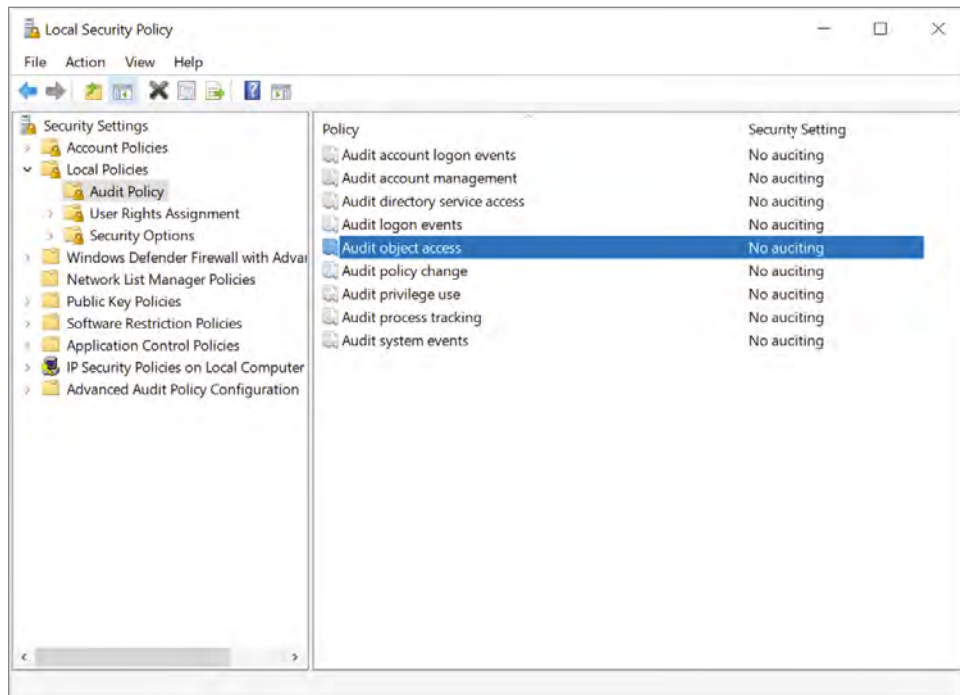 Local Security Policy
File Action View Help
Security Settings
Account Policies
Local Policies
Audit Policy
User Rights Assignment
Security Options
Windows Defender Firewall with Advar
Network List Manager Policies
Public Key Policies
Software Restriction Policies
Application Control Policies
IP Security Policies on Local Computer
Advanced Audit Policy Configuration
Policy Security Setting
Audit account logon events No auciting
Audit account management No auciting
Audit directory service access No auciting
Audit logon events No auciting
Audit object access No auciting
Audit policy change No auciting
Audit privilege use No auciting
Audit process tracking No auciting
Audit system events No auciting